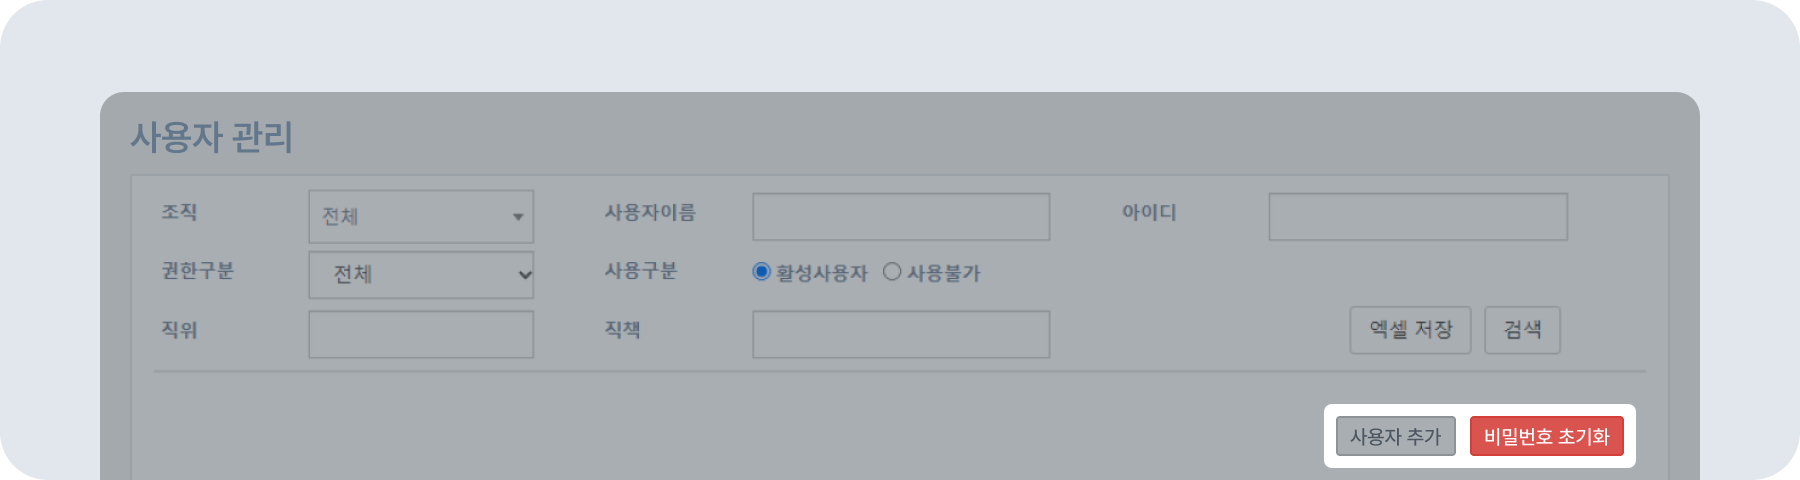 사용자 관리
조직 전체 사용자이름 아이디
권한구분 전체 사용구분 활성사용자 사용불가
직위 직책 엑셀 저장 검색
사용자 추가 비밀번호 초기화